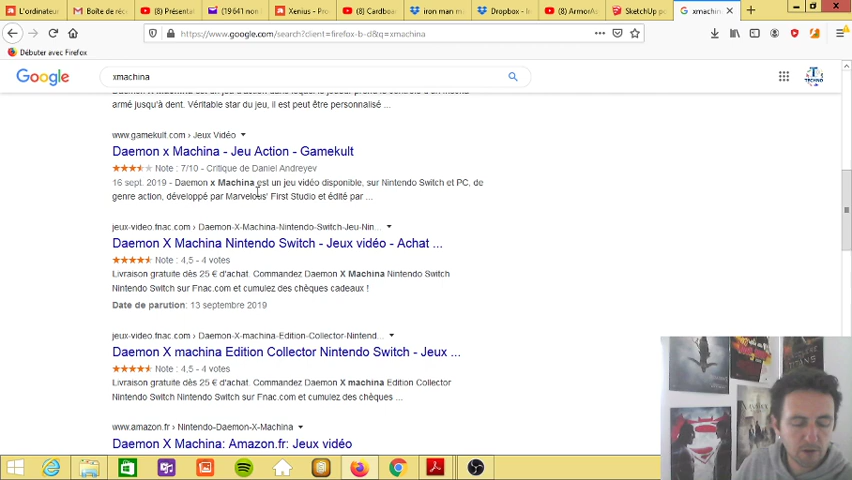 L'ordinateur
Boîte de réc
(8) Présental
(19641 non
Xenius - Pro
(8) Cardboa
iron man m
Dropbox - In
(8) ArmorA
SketchUp p
xmachin
https://www.google.com/search?client=firefox-b-d&q=xmachina
Débuter avec Firefox
Google
xmachina
TECHNO
armé jusqu'à dent. Véritable star du jeu, il est peut être personnalisé ...
www.gamekult.com › Jeux Vidéo
Daemon x Machina - Jeu Action - Gamekult
Note : 7/10 - Critique de Daniel Andreyev
16 sept. 2019 - Daemon x Machina est un jeu vidéo disponible, sur Nintendo Switch et PC, de
genre action, développé par Marvelous' First Studio et édité par ...
jeux-video.fnac.com › Daemon-X-Machina-Nintendo-Switch-Jeu-Nin...
Daemon X Machina Nintendo Switch - Jeux vidéo - Achat ...
Note : 4,5 - 4 votes
Livraison gratuite dès 25 € d'achat. Commandez Daemon X Machina Nintendo Switch
Nintendo Switch sur Fnac.com et cumulez des chèques cadeaux !
Date de parution: 13 septembre 2019
jeux-video.fnac.com › Daemon-X-machina-Edition-Collector-Nintend...
Daemon X machina Edition Collector Nintendo Switch - Jeux ...
Note : 4,5 - 4 votes
Livraison gratuite dès 25 € d'achat. Commandez Daemon X machina Edition Collector
Nintendo Switch Nintendo Switch sur Fnac.com et cumulez des chèques ...
www.amazon.fr › Nintendo-Daemon-X-Machina
Daemon X Machina: Amazon.fr: Jeux vidéo